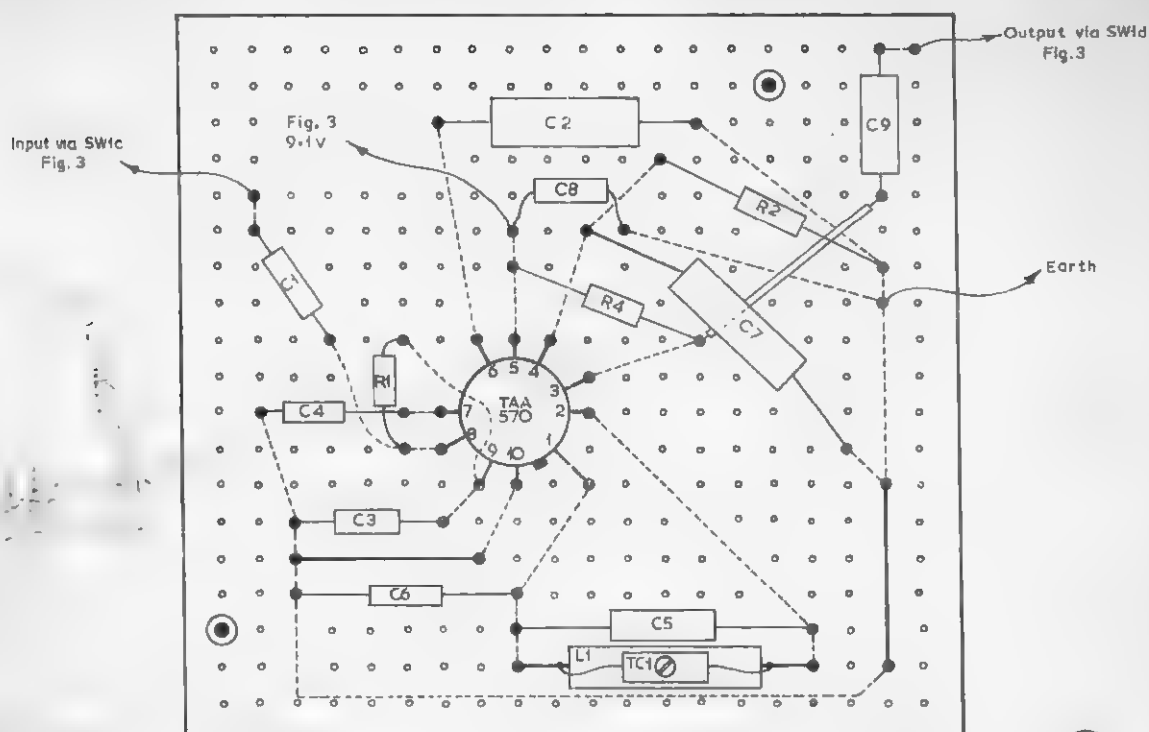 Output via SW1d
Fig.3
C9
C2
Fig. 3
9·1v
Input via SW1c
Fig. 3
C8
R2
C1
R4
C7
Earth
6
5
4
3
R1
TAA
570
2
C4
7
8
1
9
10
C3
C6
C5
L1
TC1